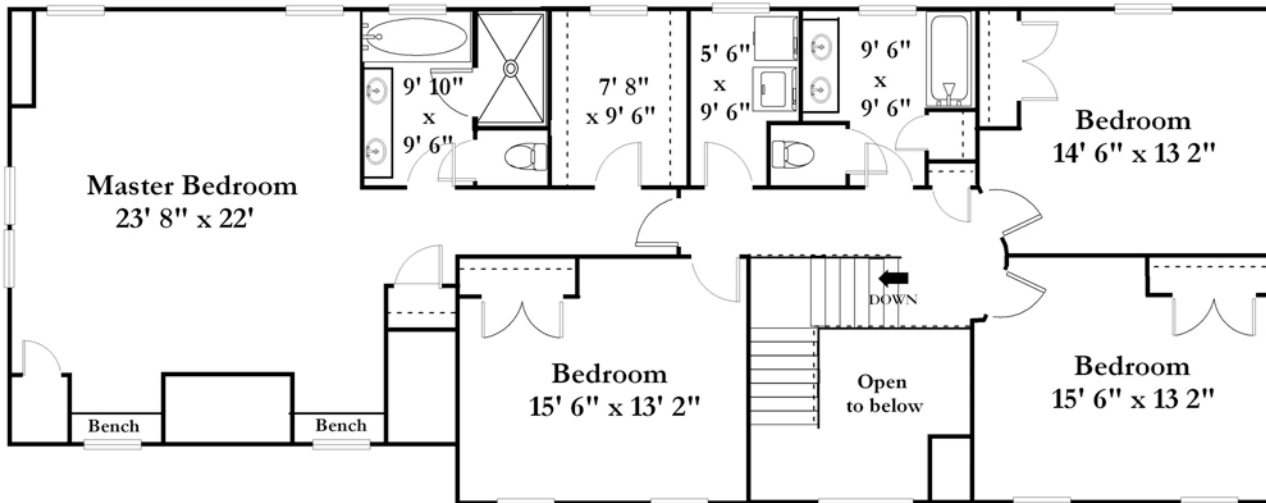 9' 10"
x
9' 6"
7' 8"
x 9' 6"
5' 6"
x
9' 6"
9' 6"
x
9' 6"
Bedroom
14' 6" x 13 2"
Master Bedroom
23' 8" x 22'
DOWN
Bedroom
15' 6" x 13' 2"
Open
to below
Bedroom
15' 6" x 13 2"
Bench
Bench